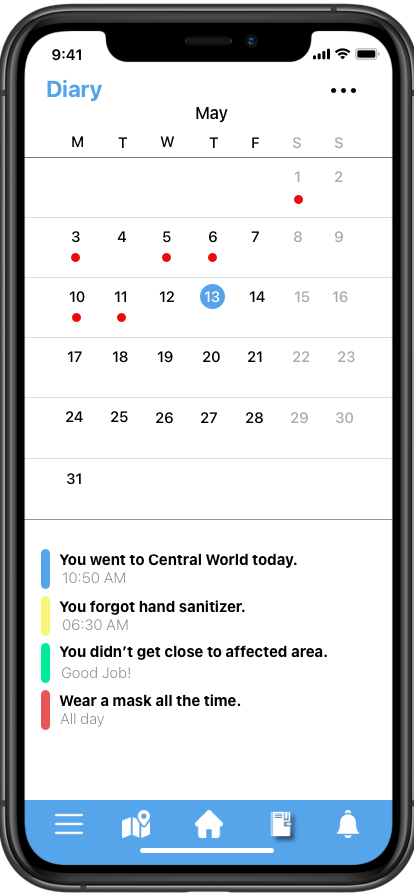 9:41
Diary
May
M T W T F S S
1 2
3 4 5 6 7 8 9
10 11 12 13 14 15 16
17 18 19 20 21 22 23
24 25 26 27 28 29 30
31
You went to Central World today.
10:50 AM
You forgot hand sanitizer.
06:30 AM
You didn’t get close to affected area.
Good Job!
Wear a mask all the time.
All day